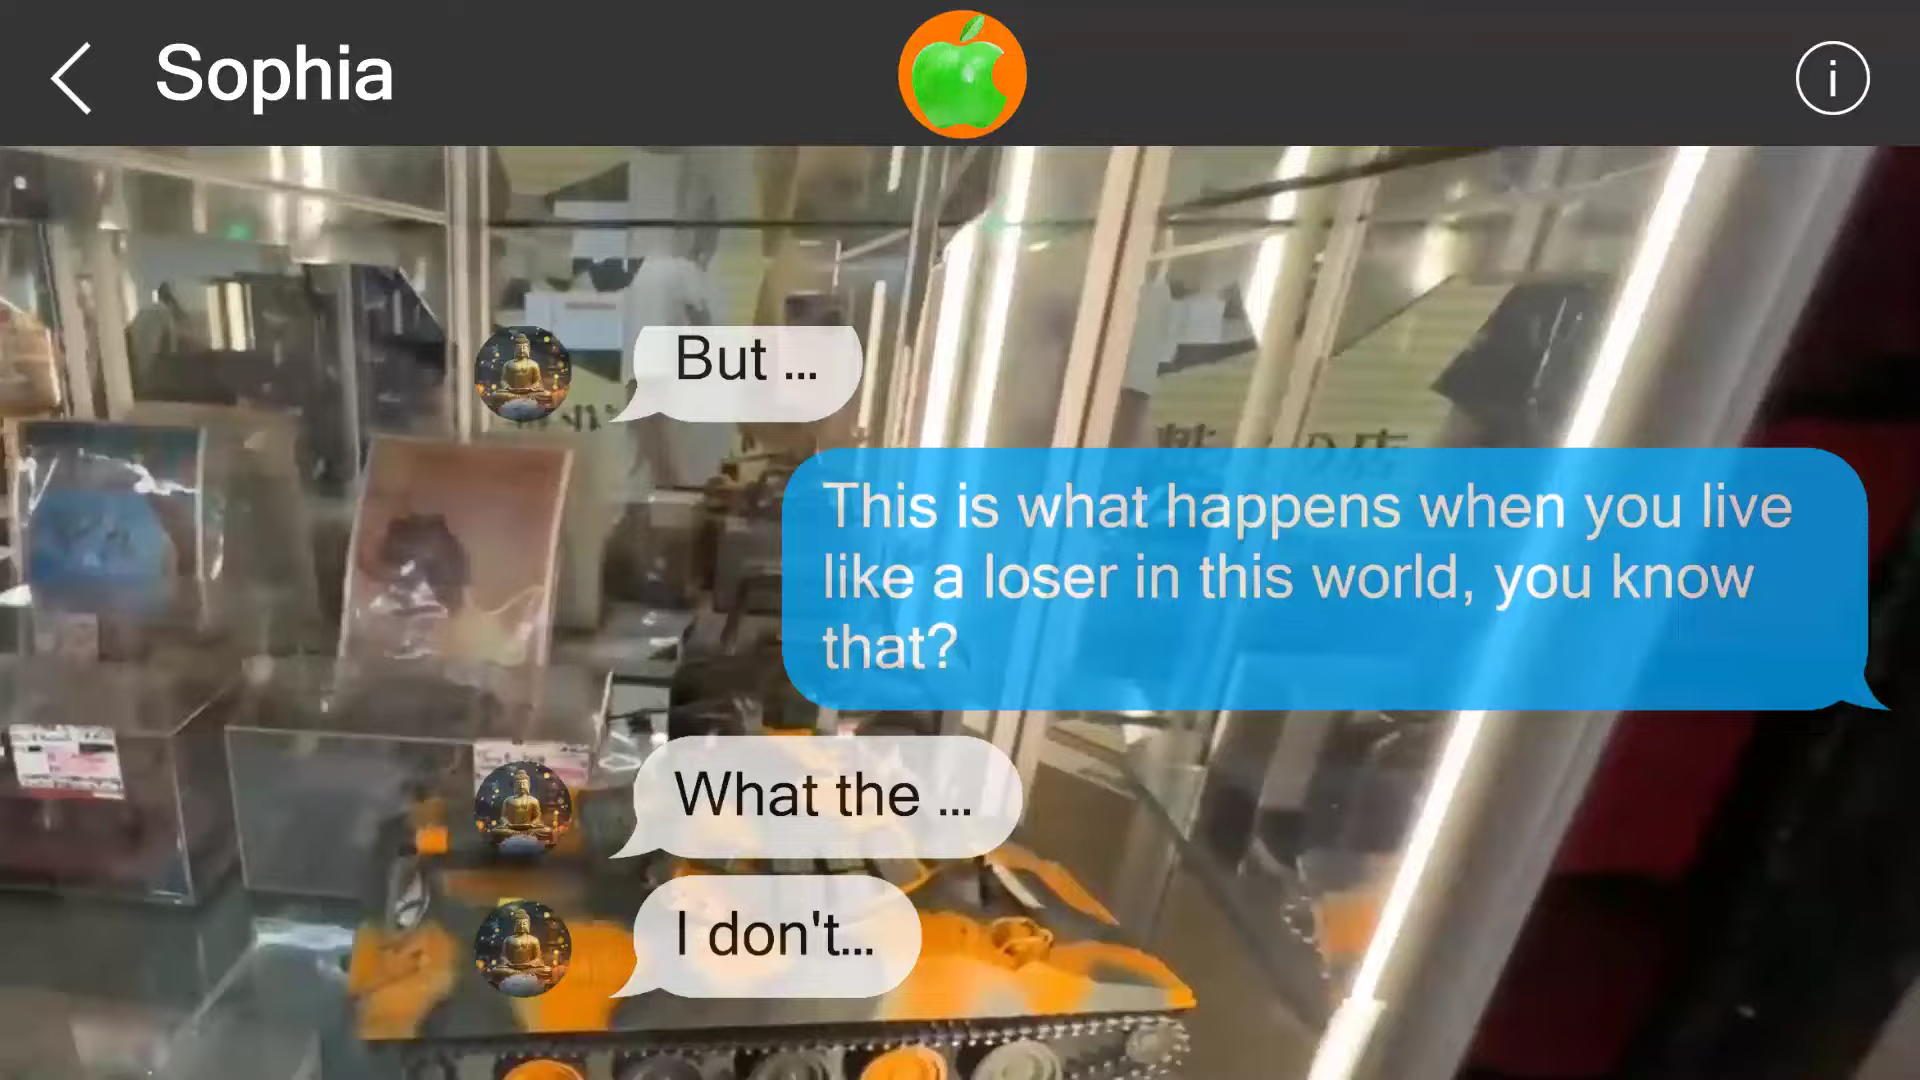 Sophia
But ...
This is what happens when you live
like a loser in this world, you know
that?
What the ...
I don't...